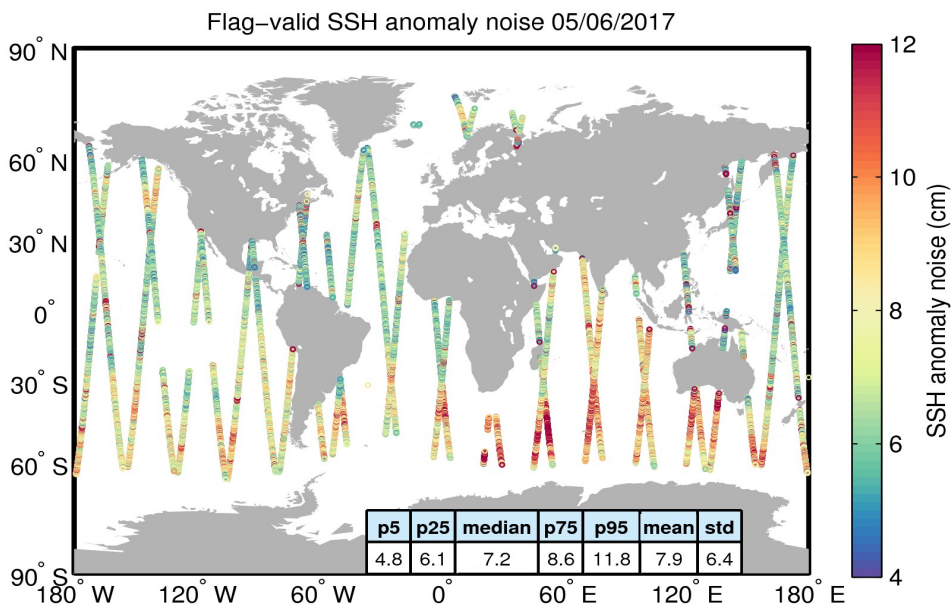 Flag−valid SSH anomaly noise 05/06/2017
90° N
60° N
30° N
0°
30° S
60° S
90° S
180° W 120° W 60° W 0° 60° E 120° E 180° E
p5 p25 median p75 p95 mean std
4.8 6.1 7.2 8.6 11.8 7.9 6.4
12
10
8
6
4
SSH anomaly noise (cm)